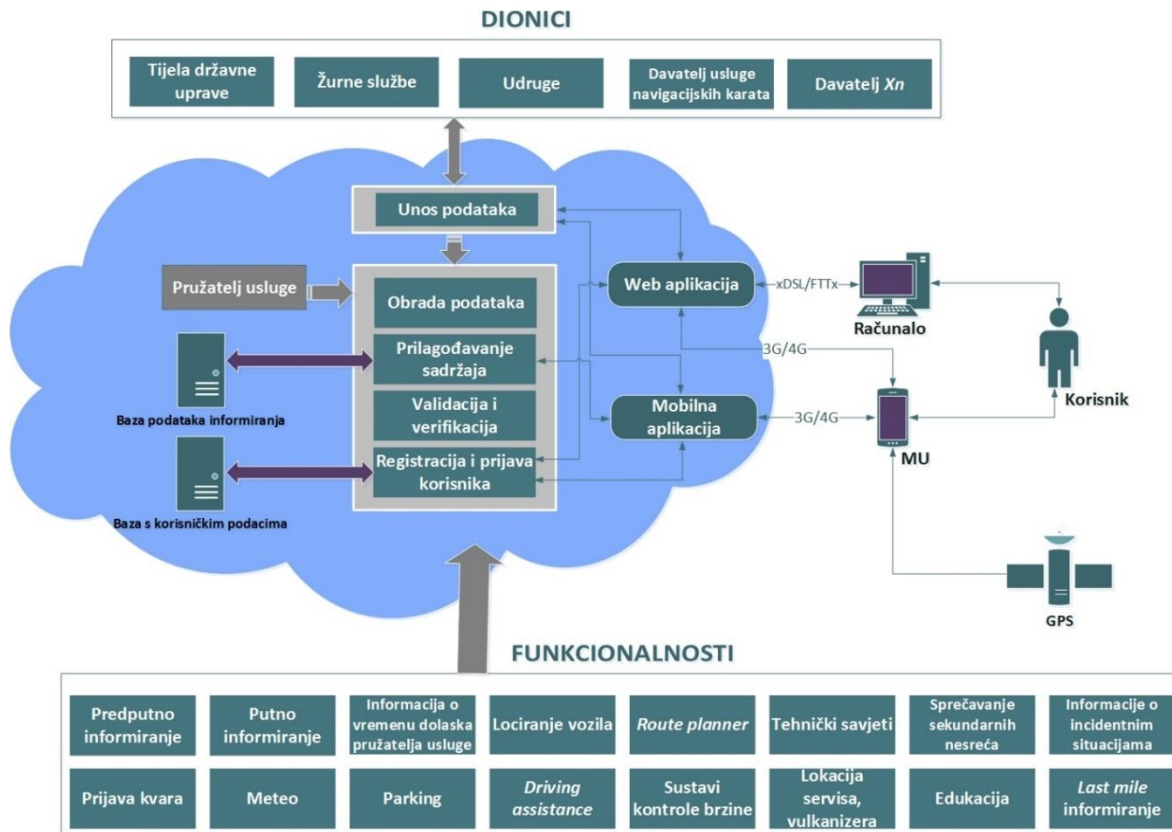 DIONICI
Tijela državne
uprave
Žurne službe
Udruge
Davatelj usluge
navigacijskih karata
Davatelj Xn
Unos podataka
Pružatelj usluge
Obrada podataka
Prilagođavanje
sadržaja
Validacija i
verifikacija
Registracija i prijava
korisnika
Baza podataka informiranja
Baza s korisničkim podacima
Web aplikacija
Mobilna
aplikacija
xDSL/FTTx
3G/4G
3G/4G
Računalo
MU
Korisnik
GPS
FUNKCIONALNOSTI
Predputno
informiranje
Putno
informiranje
Informacija o
vremenu dolaska
pružatelja usluge
Lociranje vozila
Route planner
Tehnički savjeti
Sprečavanje
sekundarnih
nesreća
Informacije o
incidentnim
situacijama
Prijava kvara
Meteo
Parking
Driving
assistance
Sustavi
kontrole brzine
Lokacija
servisa,
vulkanizera
Edukacija
Last mile
informiranje